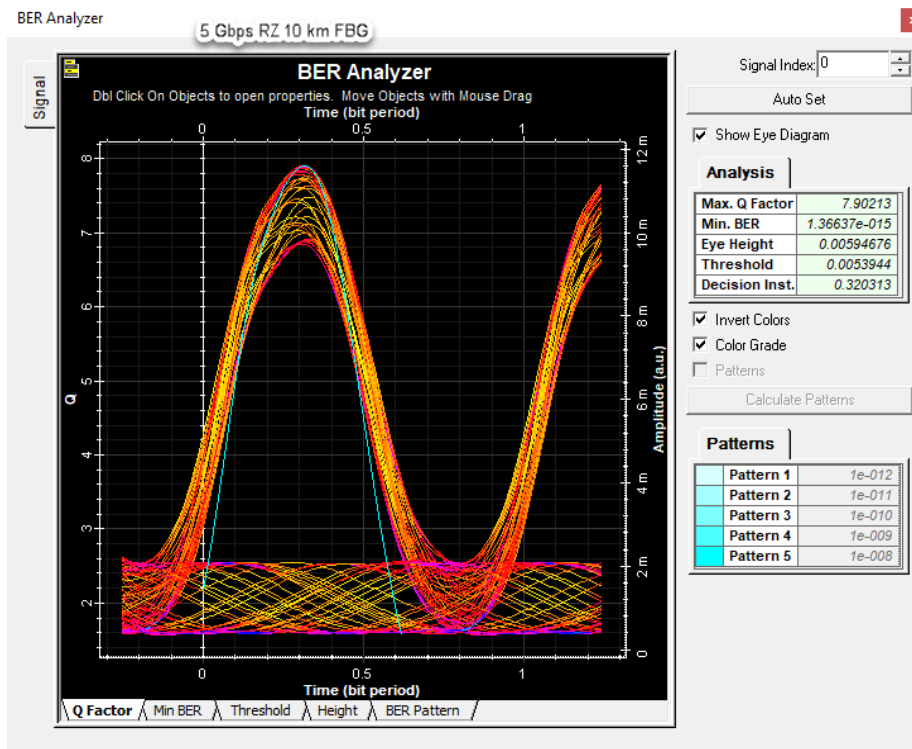 BER Analyzer
5 Gbps RZ 10 km FBG
Signal
BER Analyzer
Dbl Click On Objects to open properties. Move Objects with Mouse Drag
Time (bit period)
0 0.5 1
8
7
6
5
4
3
2
Q
12 m
10 m
8 m
6 m
4 m
2 m
0
Amplitude (a.u.)
0 0.5 1
Time (bit period)
Q Factor Min BER Threshold Height BER Pattern
Signal Index: 0
Auto Set
Show Eye Diagram
Analysis
Max. Q Factor 7.90213
Min. BER 1.36637e-015
Eye Height 0.00594676
Threshold 0.0053944
Decision Inst. 0.320313
Invert Colors
Color Grade
Patterns
Calculate Patterns
Patterns
Pattern 1 1e-012
Pattern 2 1e-011
Pattern 3 1e-010
Pattern 4 1e-009
Pattern 5 1e-008